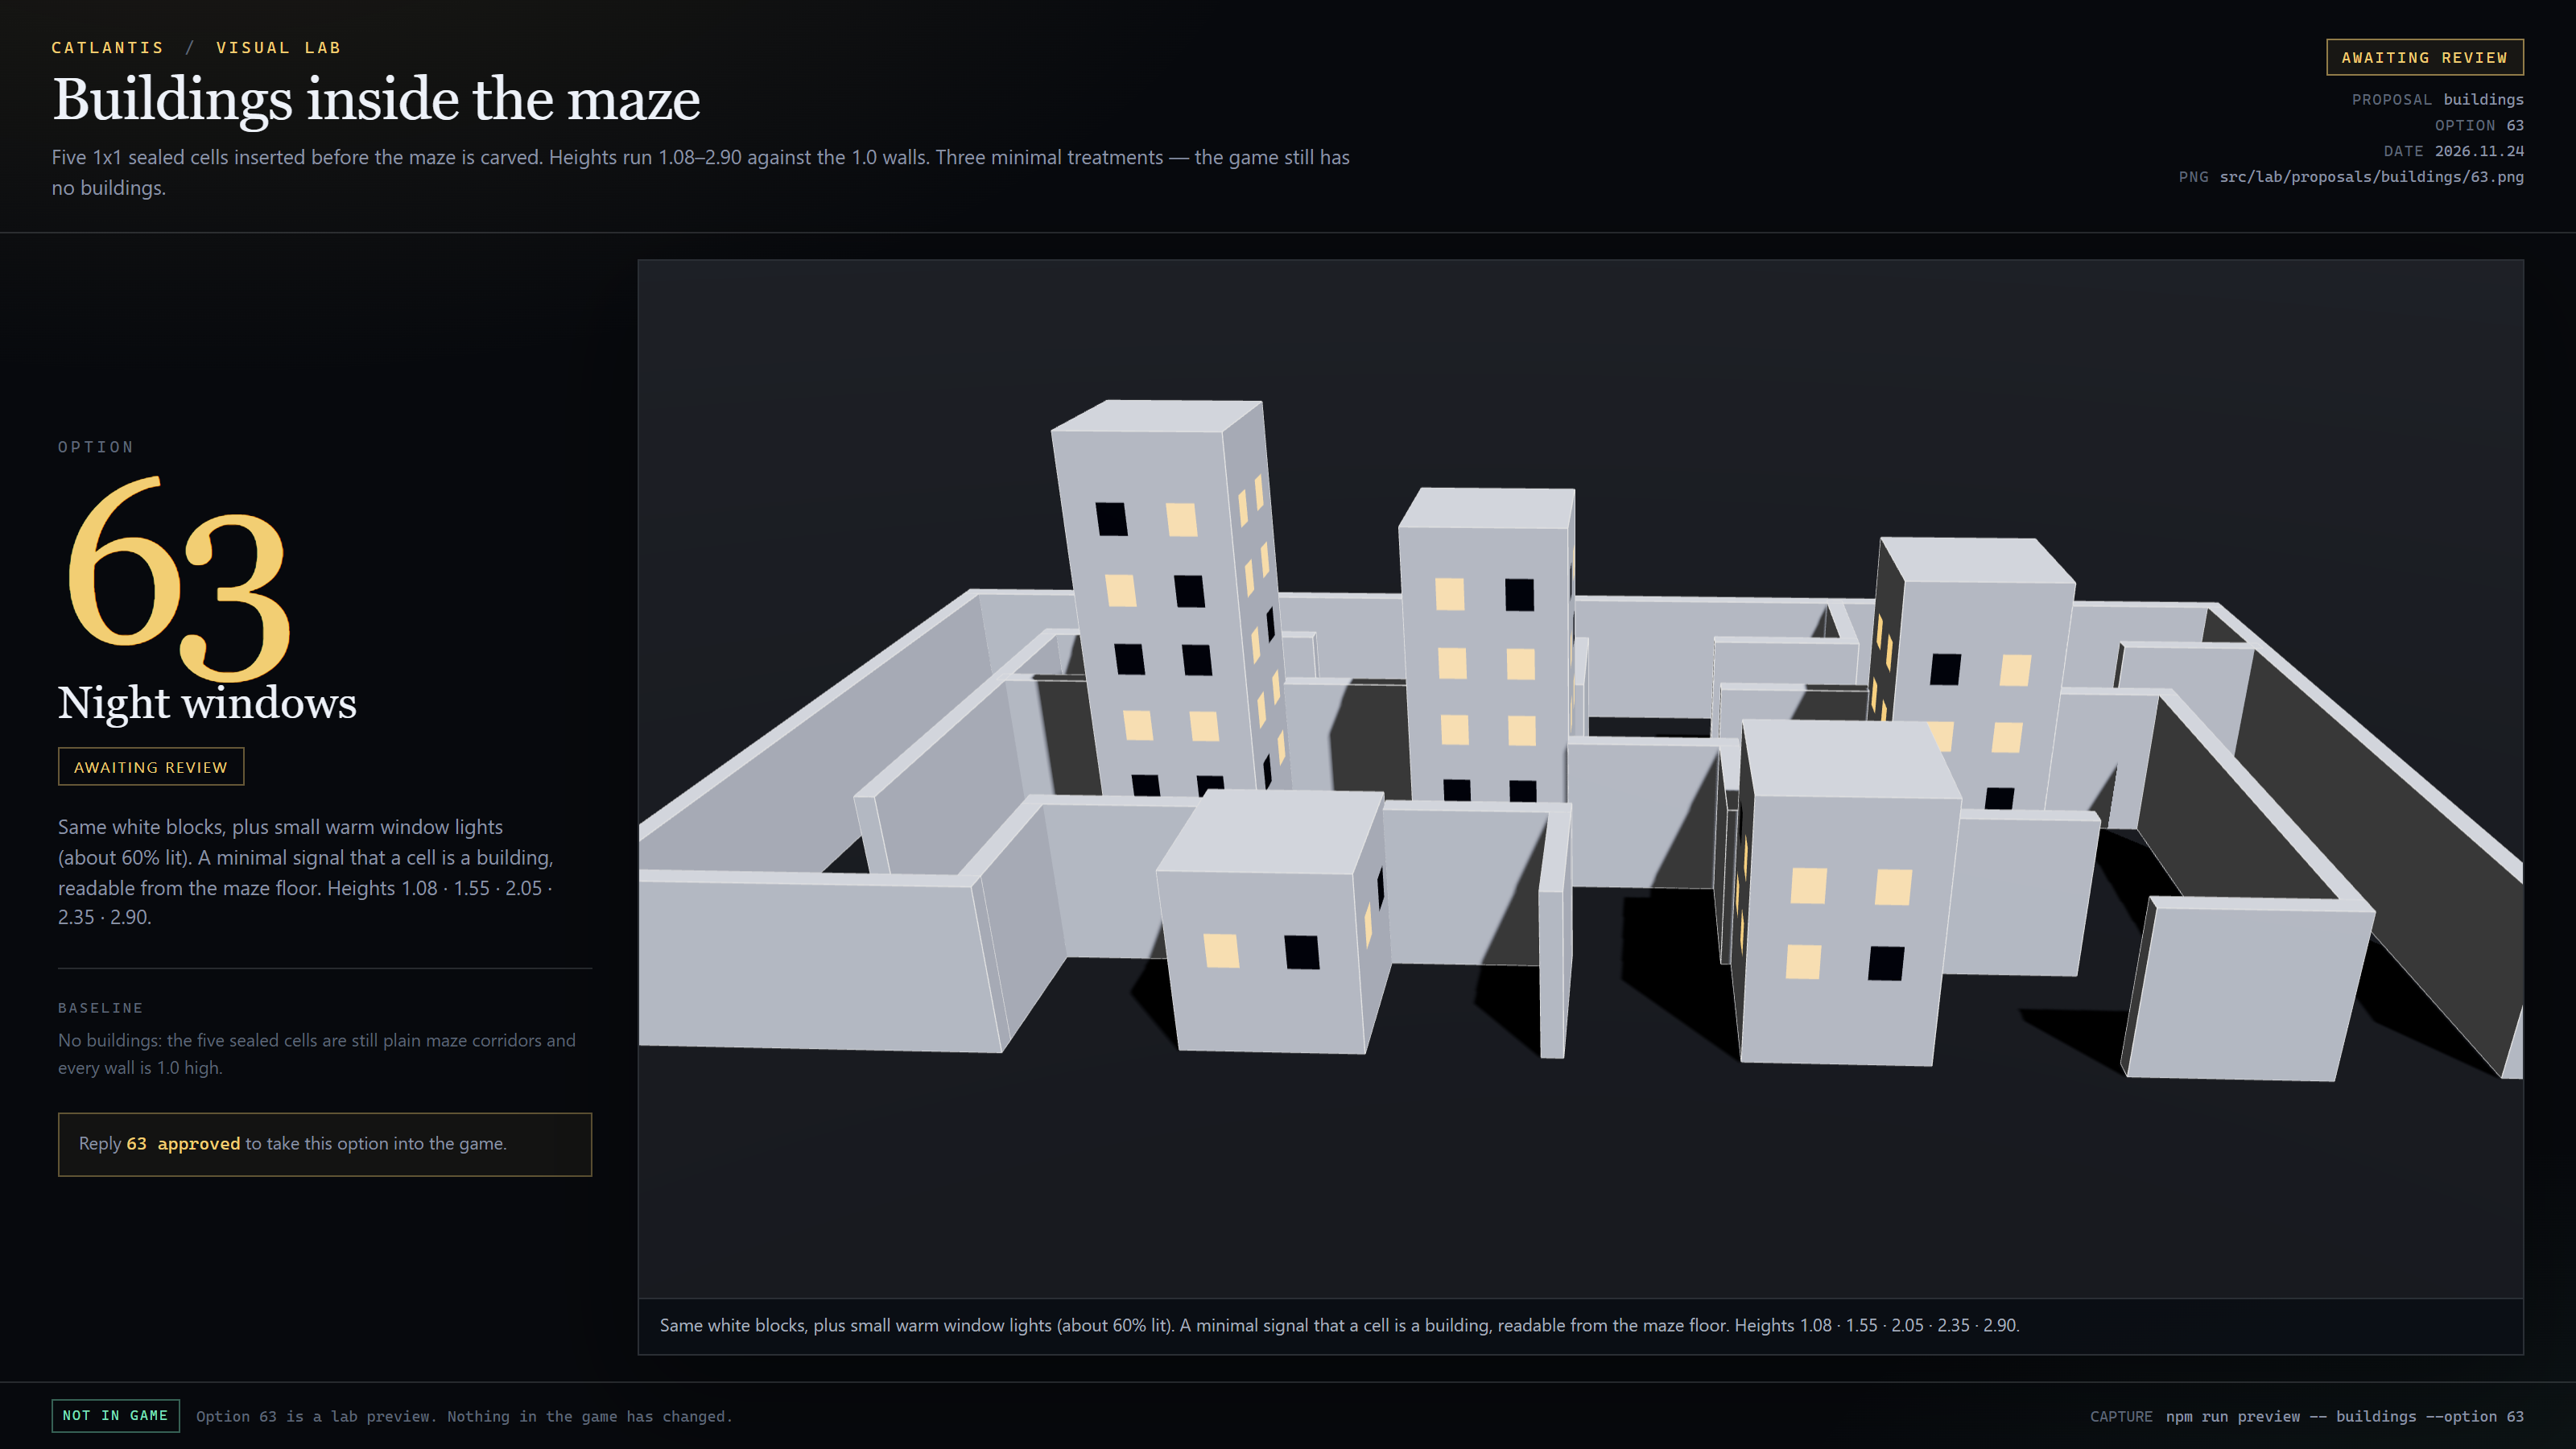 CATLANTIS / VISUAL LAB
Buildings inside the maze
Five 1x1 sealed cells inserted before the maze is carved. Heights run 1.08–2.90 against the 1.0 walls. Three minimal treatments — the game still has
no buildings.
AWAITING REVIEW
PROPOSAL buildings
OPTION 63
DATE 2026.11.24
PNG src/lab/proposals/buildings/63.png
OPTION
63
Night windows
AWAITING REVIEW
Same white blocks, plus small warm window lights
(about 60% lit). A minimal signal that a cell is a building,
readable from the maze floor. Heights 1.08 · 1.55 · 2.05 ·
2.35 · 2.90.
BASELINE
No buildings: the five sealed cells are still plain maze corridors and
every wall is 1.0 high.
Reply 63 approved to take this option into the game.
Same white blocks, plus small warm window lights (about 60% lit). A minimal signal that a cell is a building, readable from the maze floor. Heights 1.08 · 1.55 · 2.05 · 2.35 · 2.90.
NOT IN GAME Option 63 is a lab preview. Nothing in the game has changed.
CAPTURE npm run preview -- buildings --option 63